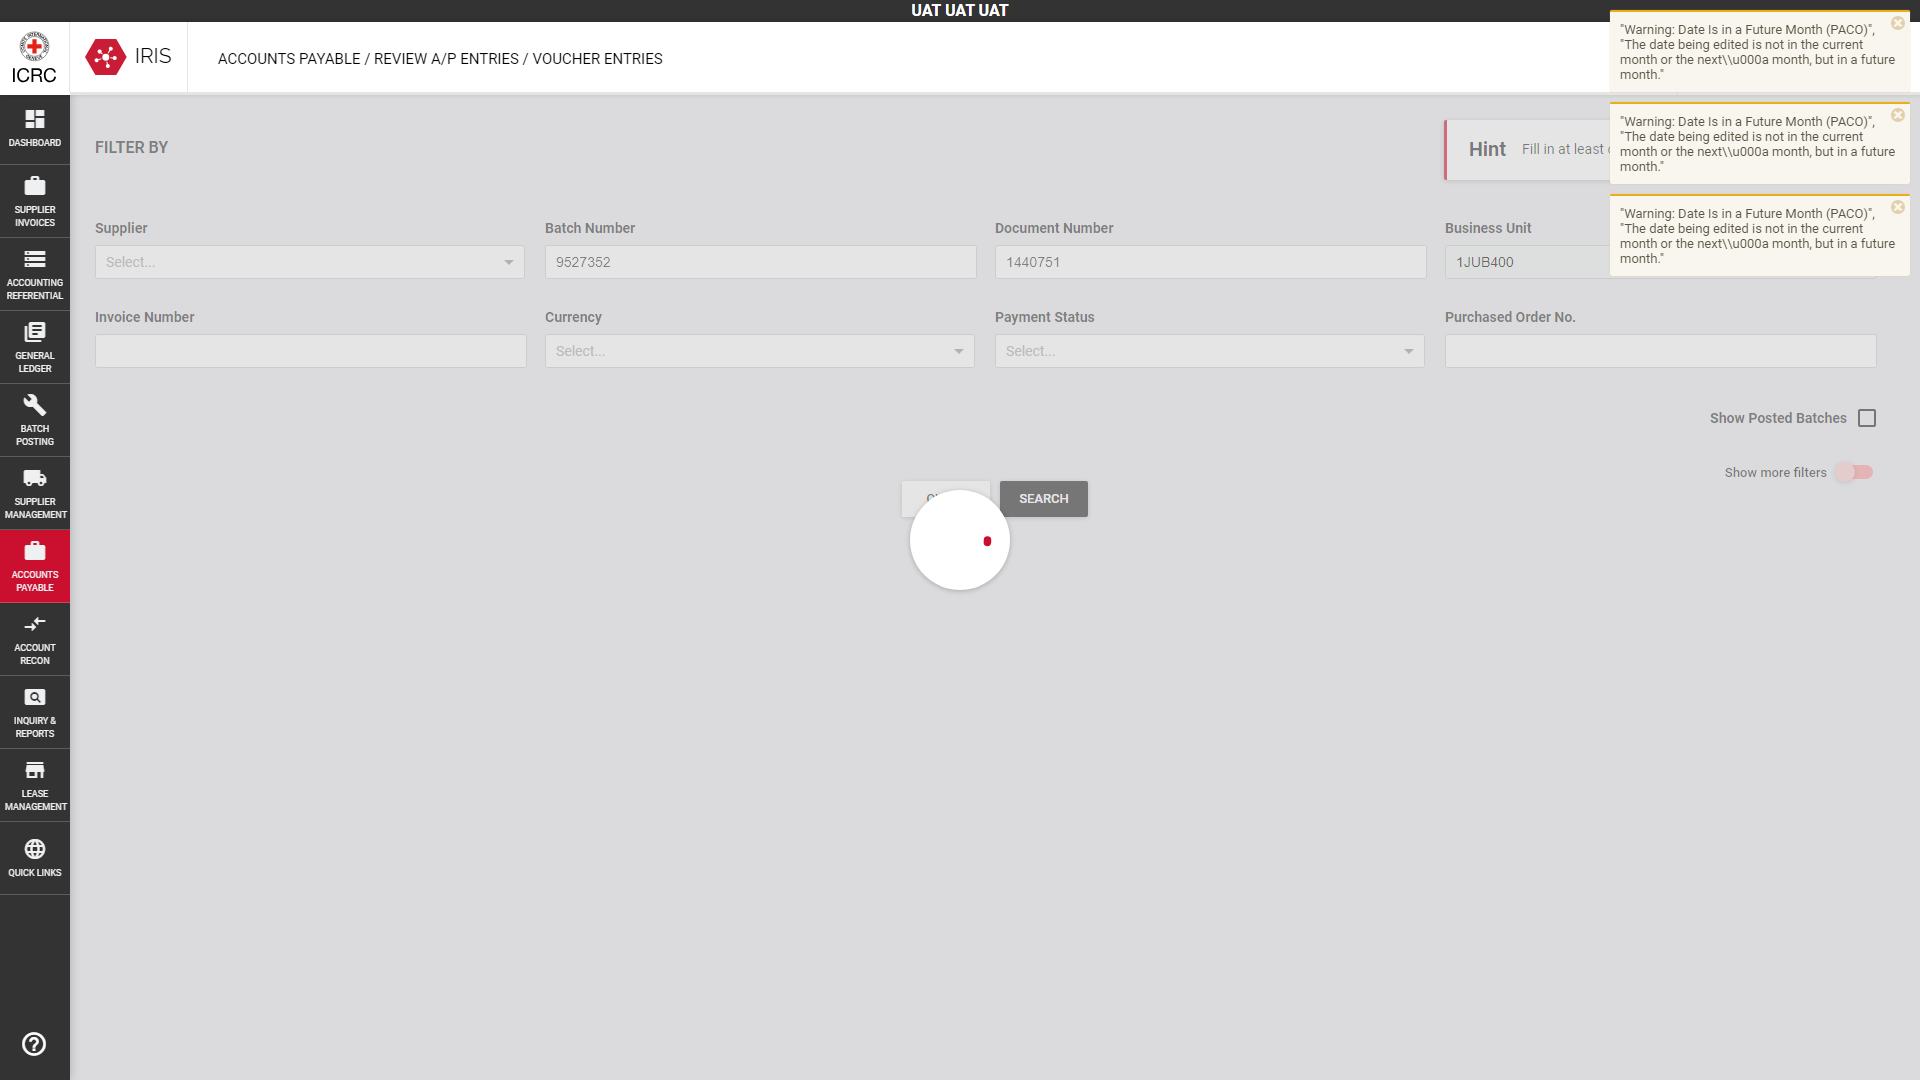 UAT UAT UAT
ICRC
IRIS
ACCOUNTS PAYABLE / REVIEW A/P ENTRIES / VOUCHER ENTRIES
"Warning: Date Is in a Future Month (PACO)",
"The date being edited is not in the current
month or the next\\u000a month, but in a future
month."
"Warning: Date Is in a Future Month (PACO)",
"The date being edited is not in the current
month or the next\\u000a month, but in a future
month."
"Warning: Date Is in a Future Month (PACO)",
"The date being edited is not in the current
month or the next\\u000a month, but in a future
month."
DASHBOARD
SUPPLIER
INVOICES
ACCOUNTING
REFERENTIAL
GENERAL
LEDGER
BATCH
POSTING
SUPPLIER
MANAGEMENT
ACCOUNTS
PAYABLE
ACCOUNT
RECON
INQUIRY &
REPORTS
LEASE
MANAGEMENT
QUICK LINKS
FILTER BY
Hint Fill in at least
Supplier
Select...
Batch Number
9527352
Document Number
1440751
Business Unit
1JUB400
Invoice Number
Currency
Select...
Payment Status
Select...
Purchased Order No.
Show Posted Batches
Show more filters
SEARCH